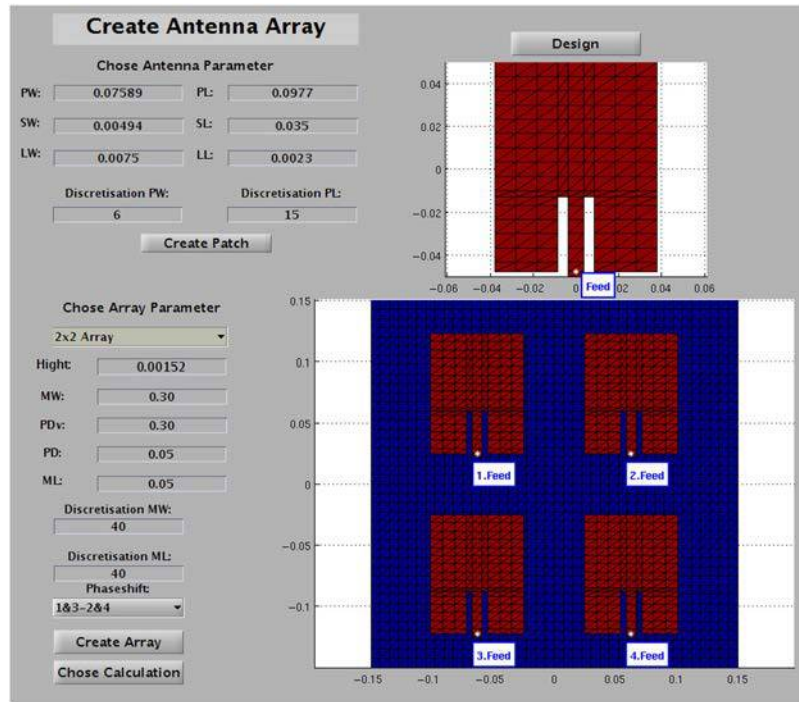 Create Antenna Array
Chose Antenna Parameter
PW: 0.07589 PL: 0.0977
SW: 0.00494 SL: 0.035
LW: 0.0075 LL: 0.0023
Discretisation PW: Discretisation PL:
6 15
Create Patch
Design
0.04
0.02
0
−0.02
−0.04
−0.06 −0.04 −0.02 0 0.02 0.04 0.06
Feed
Chose Array Parameter
2x2 Array
Hight: 0.00152
MW: 0.30
PDv: 0.30
PD: 0.05
ML: 0.05
Discretisation MW:
40
Discretisation ML:
40
Phaseshift:
1&3-2&4
Create Array
Chose Calculation
0.15
0.1
0.05
0
−0.05
−0.1
1.Feed 2.Feed
3.Feed 4.Feed
−0.15 −0.1 −0.05 0 0.05 0.1 0.15